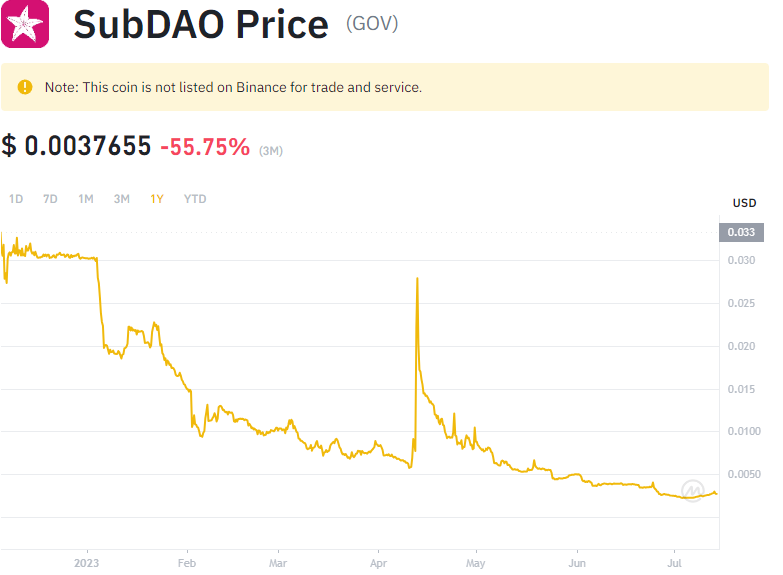 SubDAO Price (GOV)
Note: This coin is not listed on Binance for trade and service.
$ 0.0037655 -55.75% (3M)
1D 7D 1M 3M 1Y YTD
USD
0.033
0.030
0.025
0.020
0.015
0.0100
0.0050
2023 Feb Mar Apr May Jun Jul